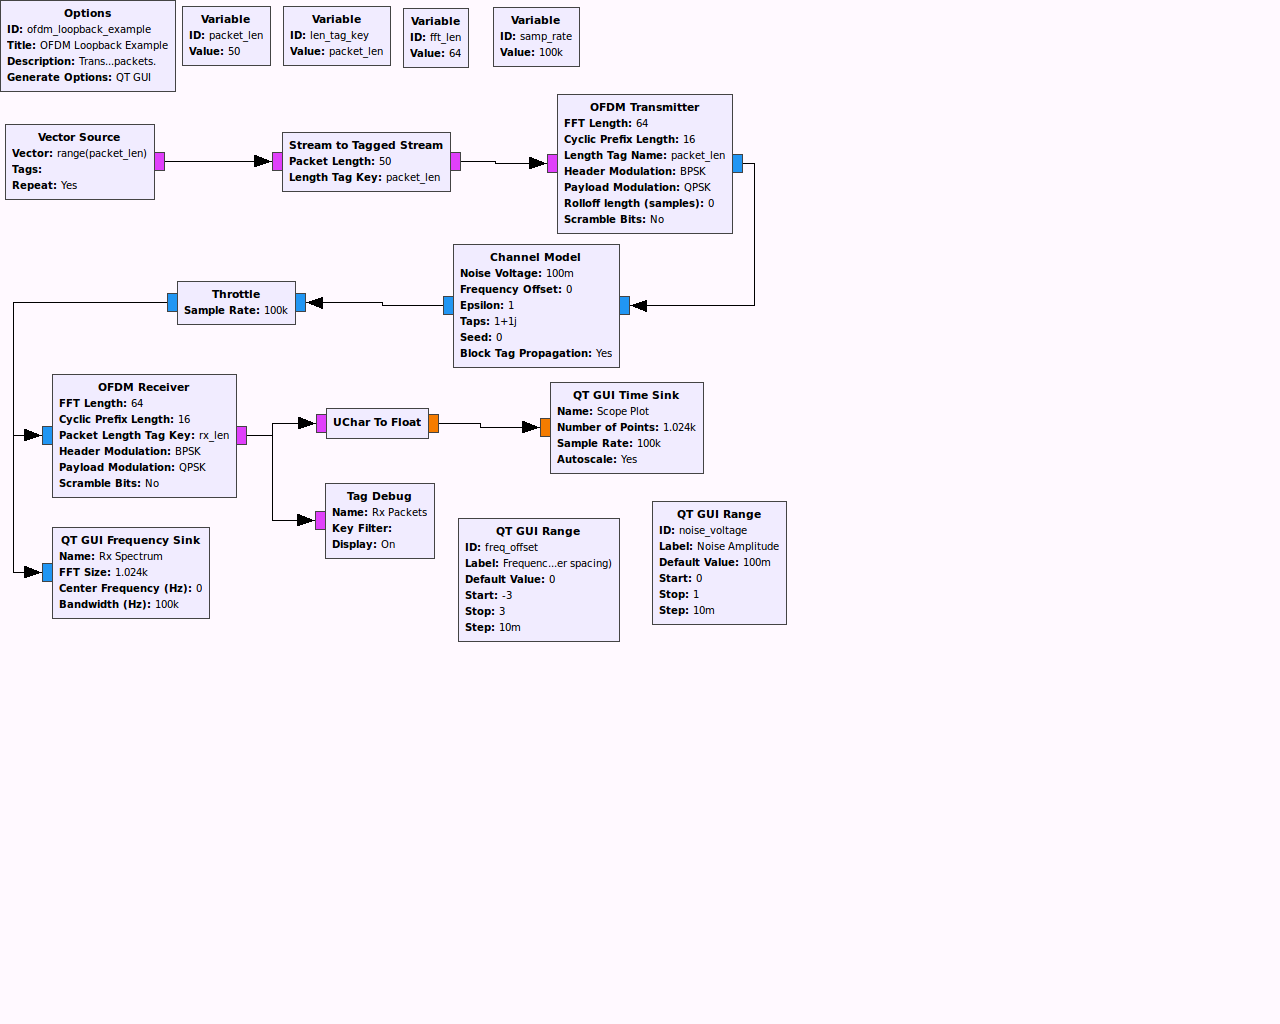 Options
ID: ofdm_loopback_example
Title: OFDM Loopback Example
Description: Trans...packets.
Generate Options: QT GUI
Variable
ID: packet_len
Value: 50
Variable
ID: len_tag_key
Value: packet_len
Variable
ID: fft_len
Value: 64
Variable
ID: samp_rate
Value: 100k
Vector Source
Vector: range(packet_len)
Tags:
Repeat: Yes
Stream to Tagged Stream
Packet Length: 50
Length Tag Key: packet_len
OFDM Transmitter
FFT Length: 64
Cyclic Prefix Length: 16
Length Tag Name: packet_len
Header Modulation: BPSK
Payload Modulation: QPSK
Rolloff length (samples): 0
Scramble Bits: No
Channel Model
Noise Voltage: 100m
Frequency Offset: 0
Epsilon: 1
Taps: 1+1j
Seed: 0
Block Tag Propagation: Yes
Throttle
Sample Rate: 100k
OFDM Receiver
FFT Length: 64
Cyclic Prefix Length: 16
Packet Length Tag Key: rx_len
Header Modulation: BPSK
Payload Modulation: QPSK
Scramble Bits: No
UChar To Float
QT GUI Time Sink
Name: Scope Plot
Number of Points: 1.024k
Sample Rate: 100k
Autoscale: Yes
Tag Debug
Name: Rx Packets
Key Filter:
Display: On
QT GUI Frequency Sink
Name: Rx Spectrum
FFT Size: 1.024k
Center Frequency (Hz): 0
Bandwidth (Hz): 100k
QT GUI Range
ID: freq_offset
Label: Frequenc...er spacing)
Default Value: 0
Start: -3
Stop: 3
Step: 10m
QT GUI Range
ID: noise_voltage
Label: Noise Amplitude
Default Value: 100m
Start: 0
Stop: 1
Step: 10m